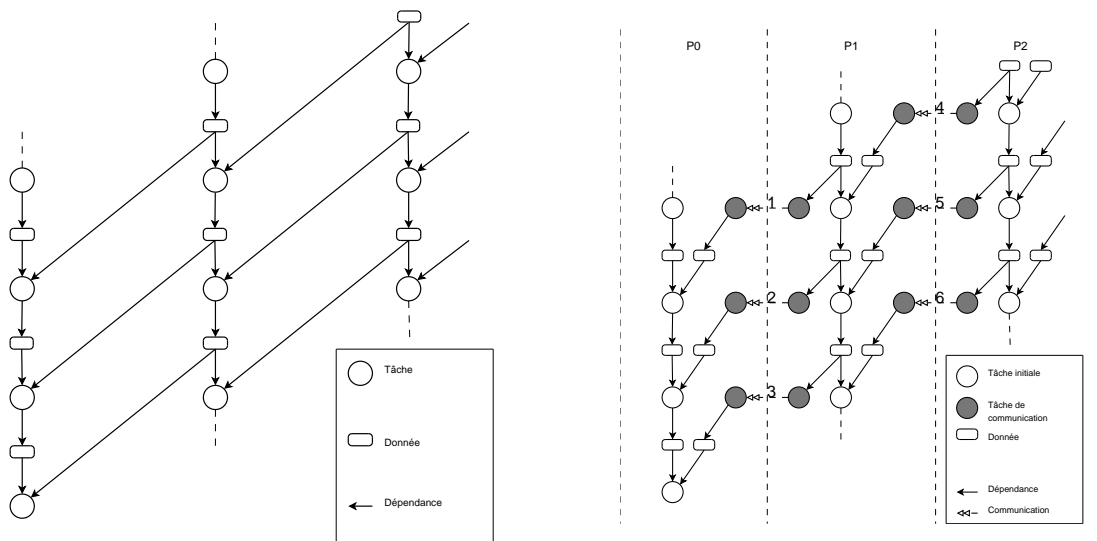 Tâche
Donnée
Dépendance
P0
P1
P2
4
1
5
2
6
3
Tâche initiale
Tâche de
communication
Donnée
Dépendance
Communication